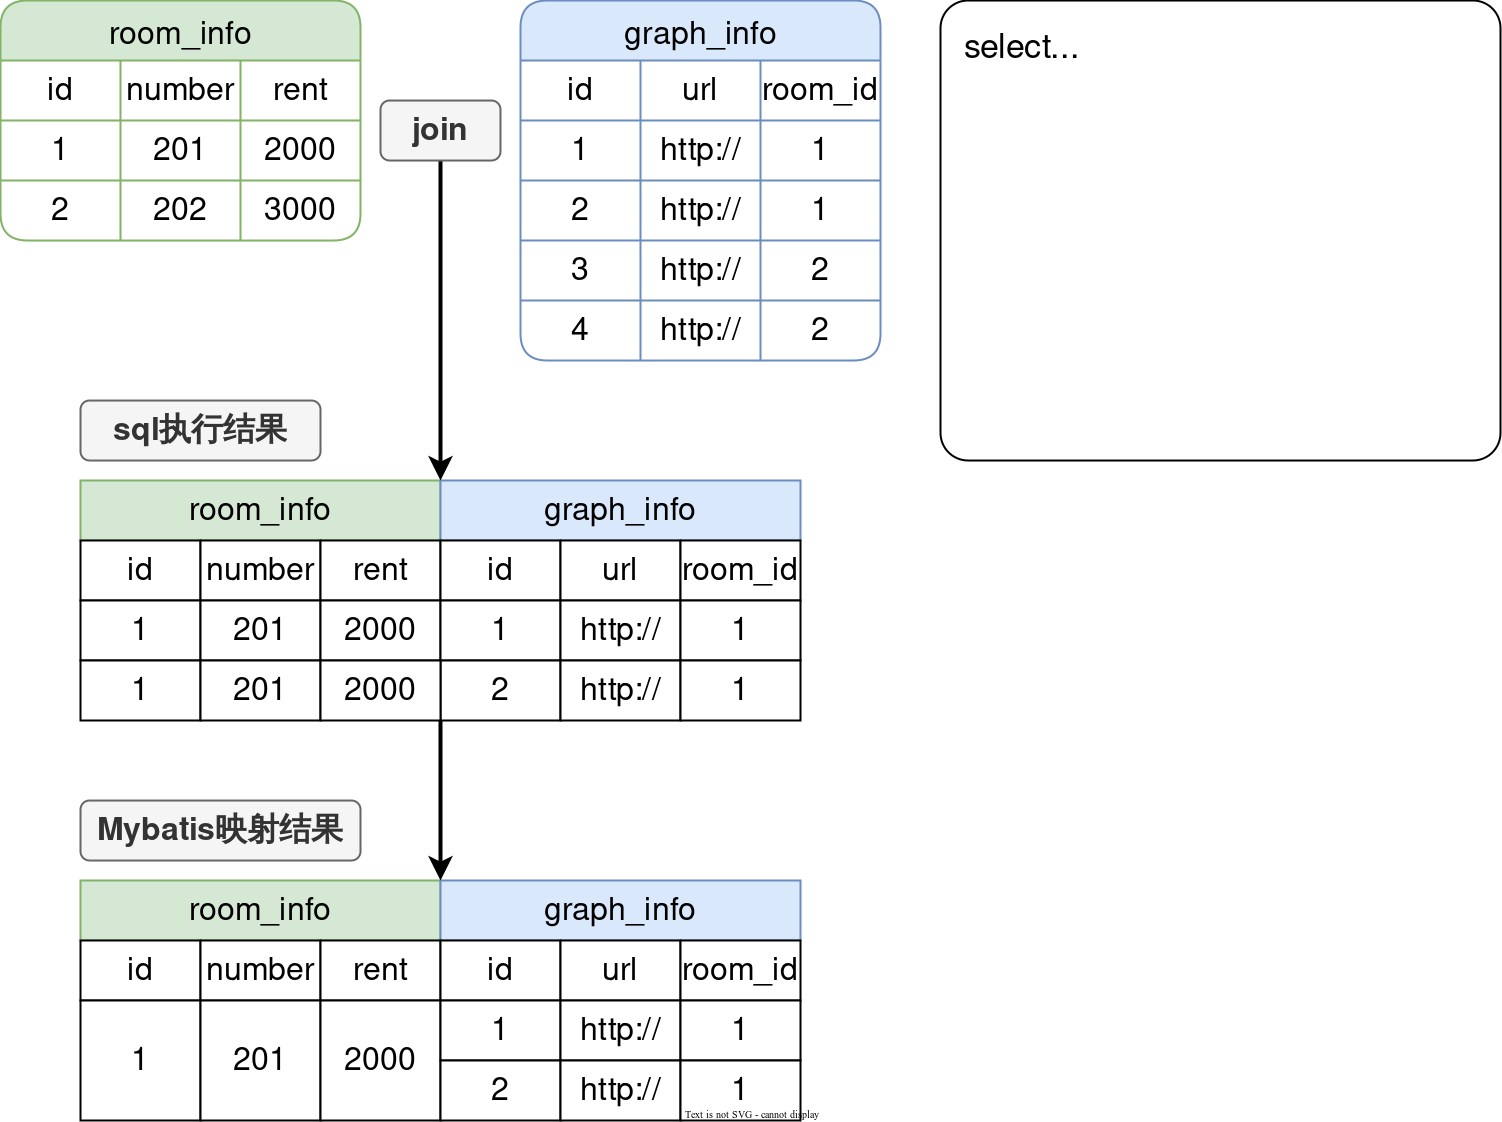 room_info
id number rent
1 201 2000
2 202 3000
join
graph_info
id url room_id
1 http:// 1
2 http:// 1
3 http:// 2
4 http:// 2
select...
sql执行结果
room_info graph_info
id number rent id url room_id
1 201 2000 1 http:// 1
1 201 2000 2 http:// 1
Mybatis映射结果
room_info graph_info
id number rent id url room_id
1 201 2000
1 http:// 1
2 http:// 1
Text is not SVG - cannot display